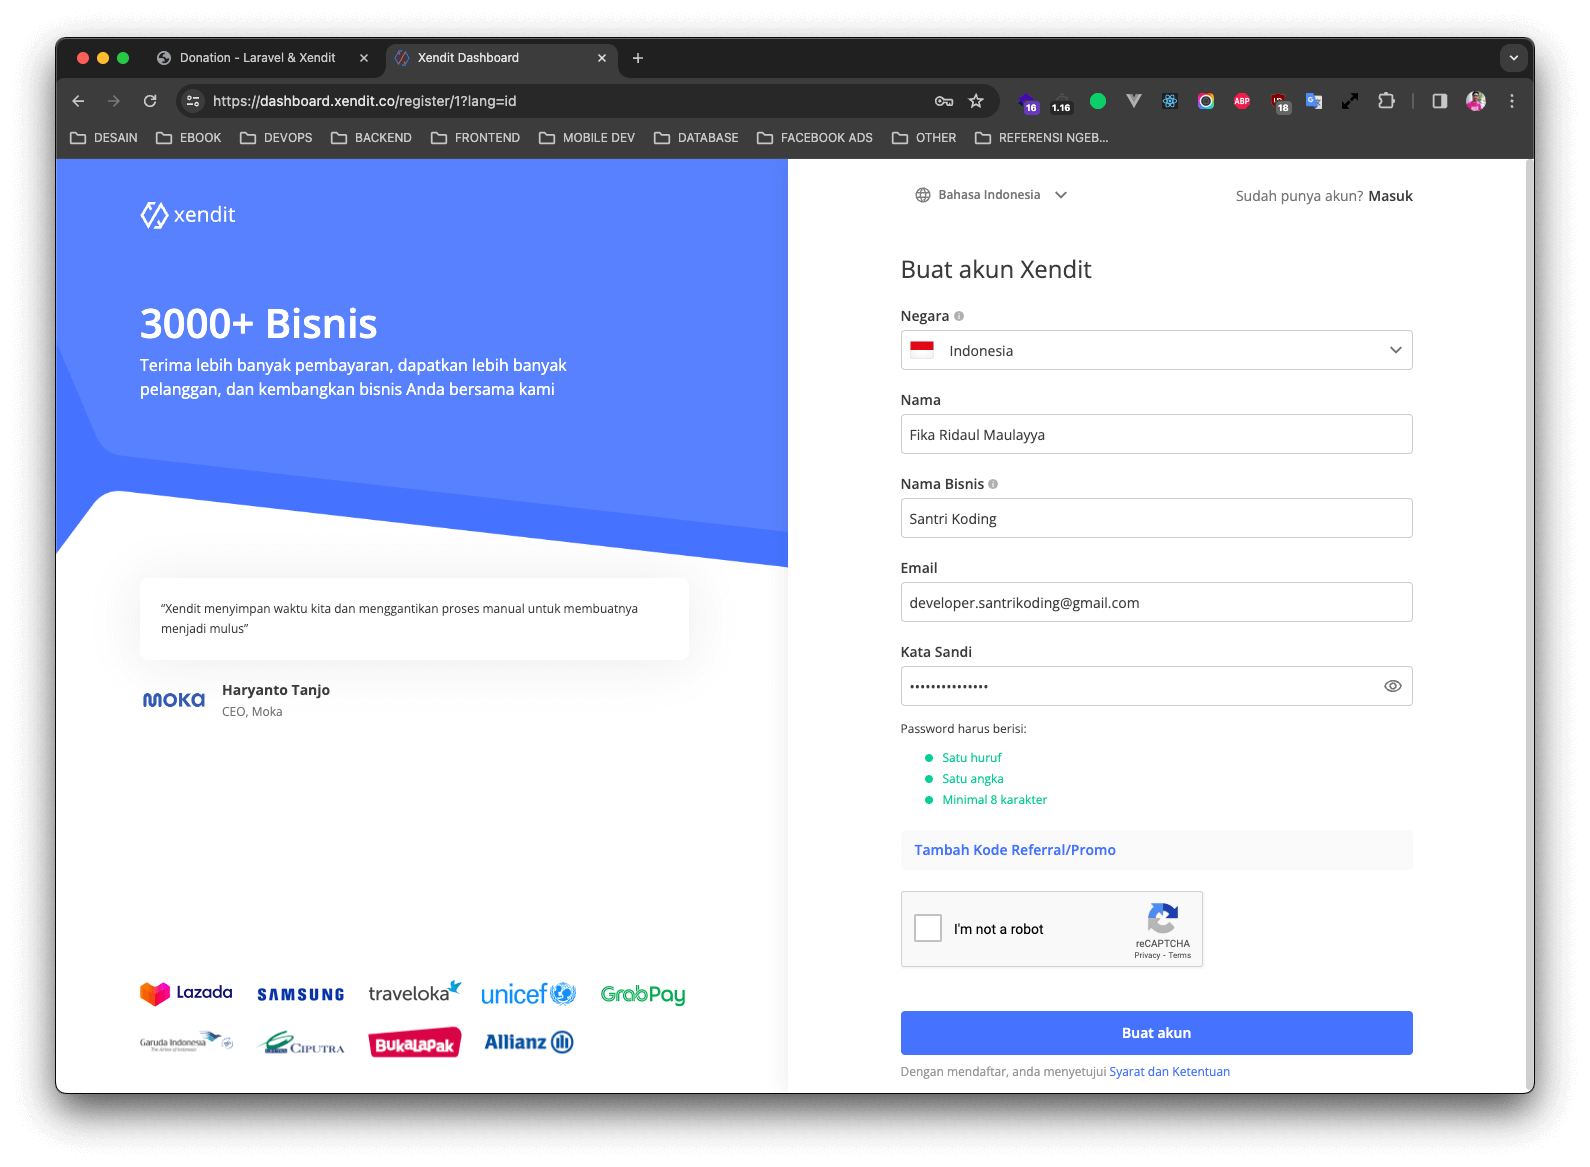 Donation - Laravel & Xendit
Xendit Dashboard
https://dashboard.xendit.co/register/1?lang=id
16
1.16
ABP
18
DESAIN
EBOOK
DEVOPS
BACKEND
FRONTEND
MOBILE DEV
DATABASE
FACEBOOK ADS
OTHER
REFERENSI NGEB...
xendit
3000+ Bisnis
Terima lebih banyak pembayaran, dapatkan lebih banyak
pelanggan, dan kembangkan bisnis Anda bersama kami
“Xendit menyimpan waktu kita dan menggantikan proses manual untuk membuatnya
menjadi mulus”
MOKA
Haryanto Tanjo
CEO, Moka
Lazada
SAMSUNG
traveloka
unicef
GrabPay
Garuda Indonesia
The Airline of Indonesia
CIPUTRA
BUKALAPAK
Allianz
Bahasa Indonesia
Sudah punya akun? Masuk
Buat akun Xendit
Negara
Indonesia
Nama
Fika Ridaul Maulayya
Nama Bisnis
Santri Koding
Email
developer.santrikoding@gmail.com
Kata Sandi
•••••••••••••••
Password harus berisi:
Satu huruf
Satu angka
Minimal 8 karakter
Tambah Kode Referral/Promo
I'm not a robot
reCAPTCHA
Privacy - Terms
Buat akun
Dengan mendaftar, anda menyetujui Syarat dan Ketentuan